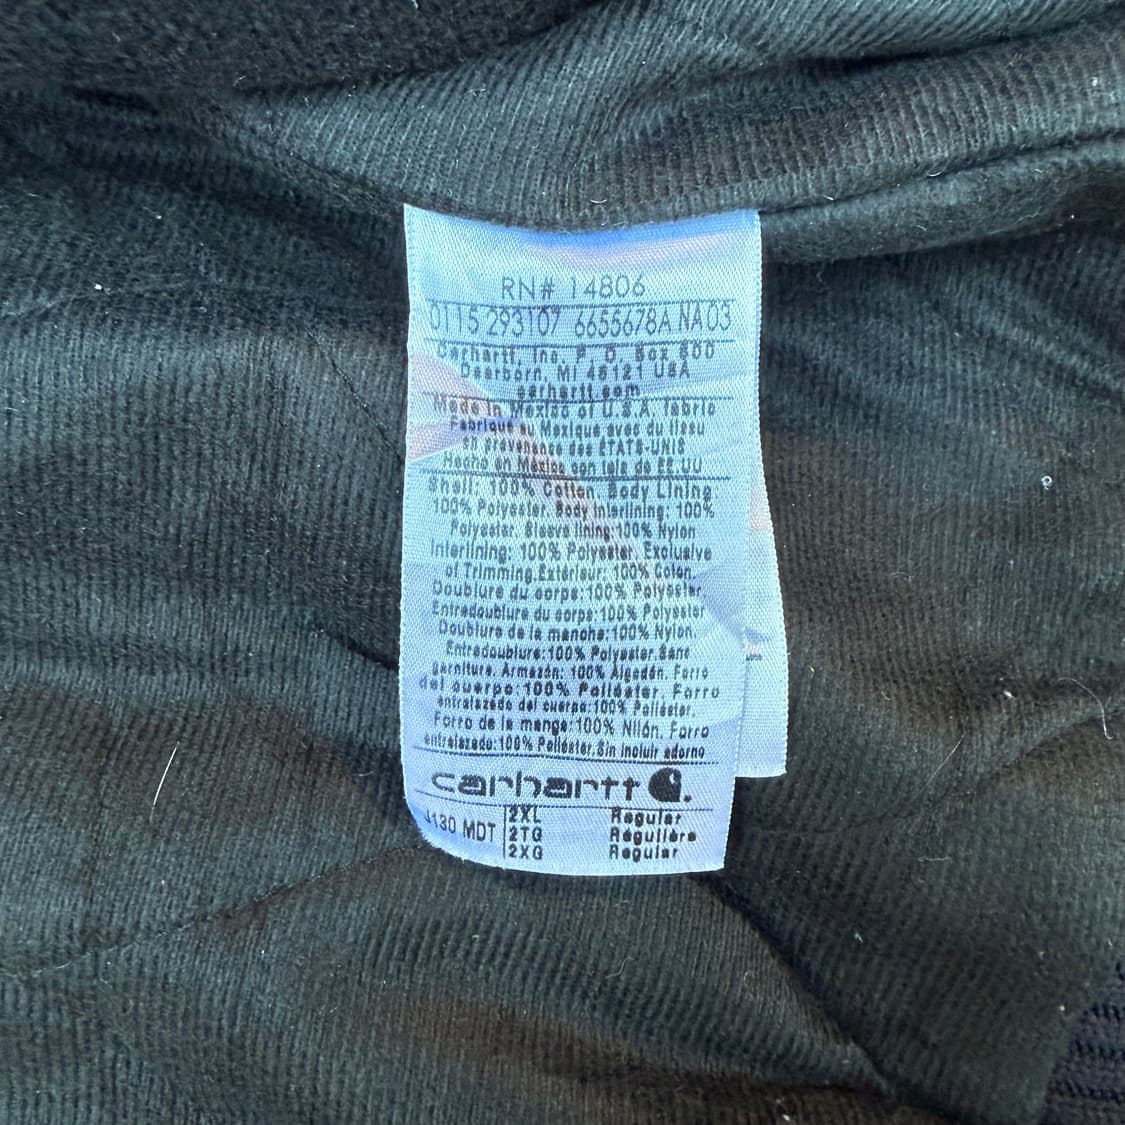 RN# 14806
0115 293107 6655678A NA 03
Carhartt, Inc. P. O. Box 600
Dearborn, MI 48121 USA
carhartt.com
Made in Mexico of U.S.A. fabric
Fabriqué au Mexique avec du tissu
en provenance des ÉTATS-UNIS
Hecho en México con tela de EE.UU
Shell: 100% Cotton, Body Lining:
100% Polyester, Body Interlining: 100%
Polyester, Sleeve lining:100% Nylon
Interlining: 100% Polyester, Exclusive
of Trimming.Extérieur: 100% Coton,
Doublure du corps:100% Polyester,
Entredoublure du corps:100% Polyester
Doublure de la manche:100% Nylon,
Entredoublure:100% Polyester.Sans
garniture. Armazón: 100% Algodón, Forro
del cuerpo:100% Poliéster, Forro
entrelazado del cuerpo:100% Poliéster,
Forro de la manga:100% Nilón, Forro
entrelazado:100% Poliéster.Sin incluir adorno
carhartt
J130 MDT 2XL Regular
2TG Régulière
2XG Regular